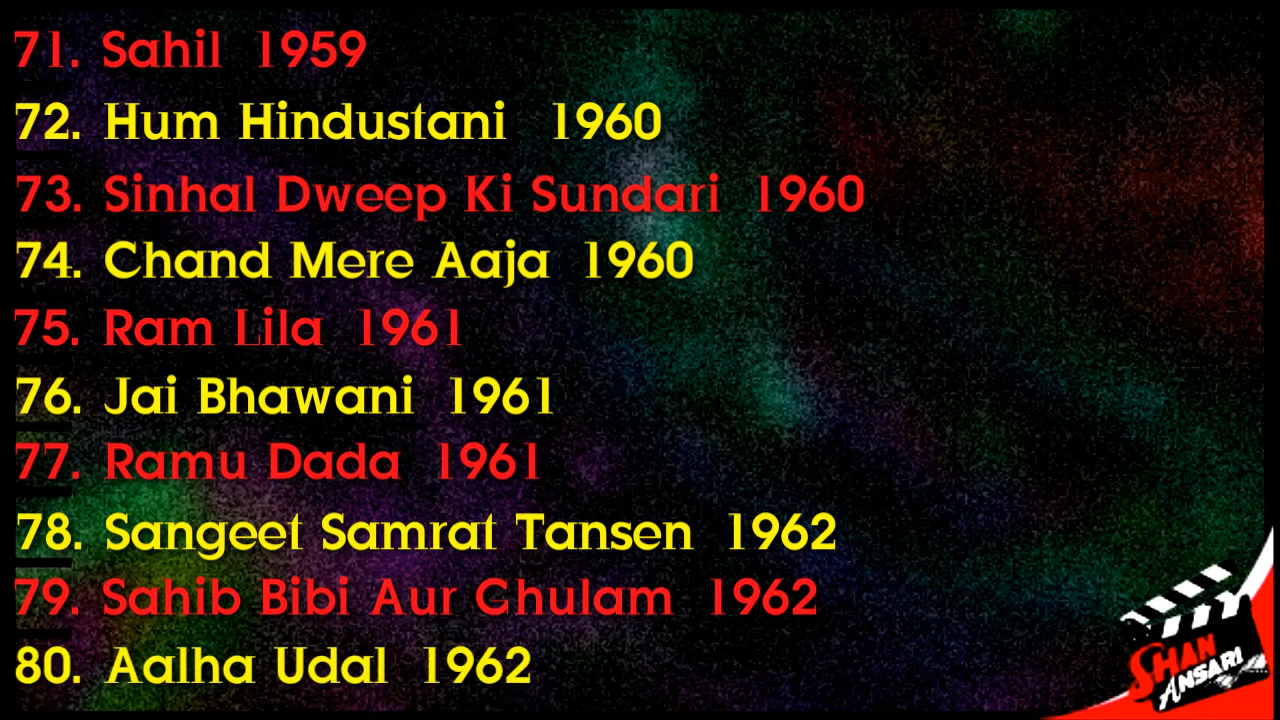 71. Sahil 1959
72. Hum Hindustani 1960
73. Sinhal Dweep Ki Sundari 1960
74. Chand Mere Aaja 1960
75. Ram Lila 1961
76. Jai Bhawani 1961
77. Ramu Dada 1961
78. Sangeet Samrat Tansen 1962
79. Sahib Bibi Aur Ghulam 1962
80. Aalha Udal 1962
SHAN
ANSARI